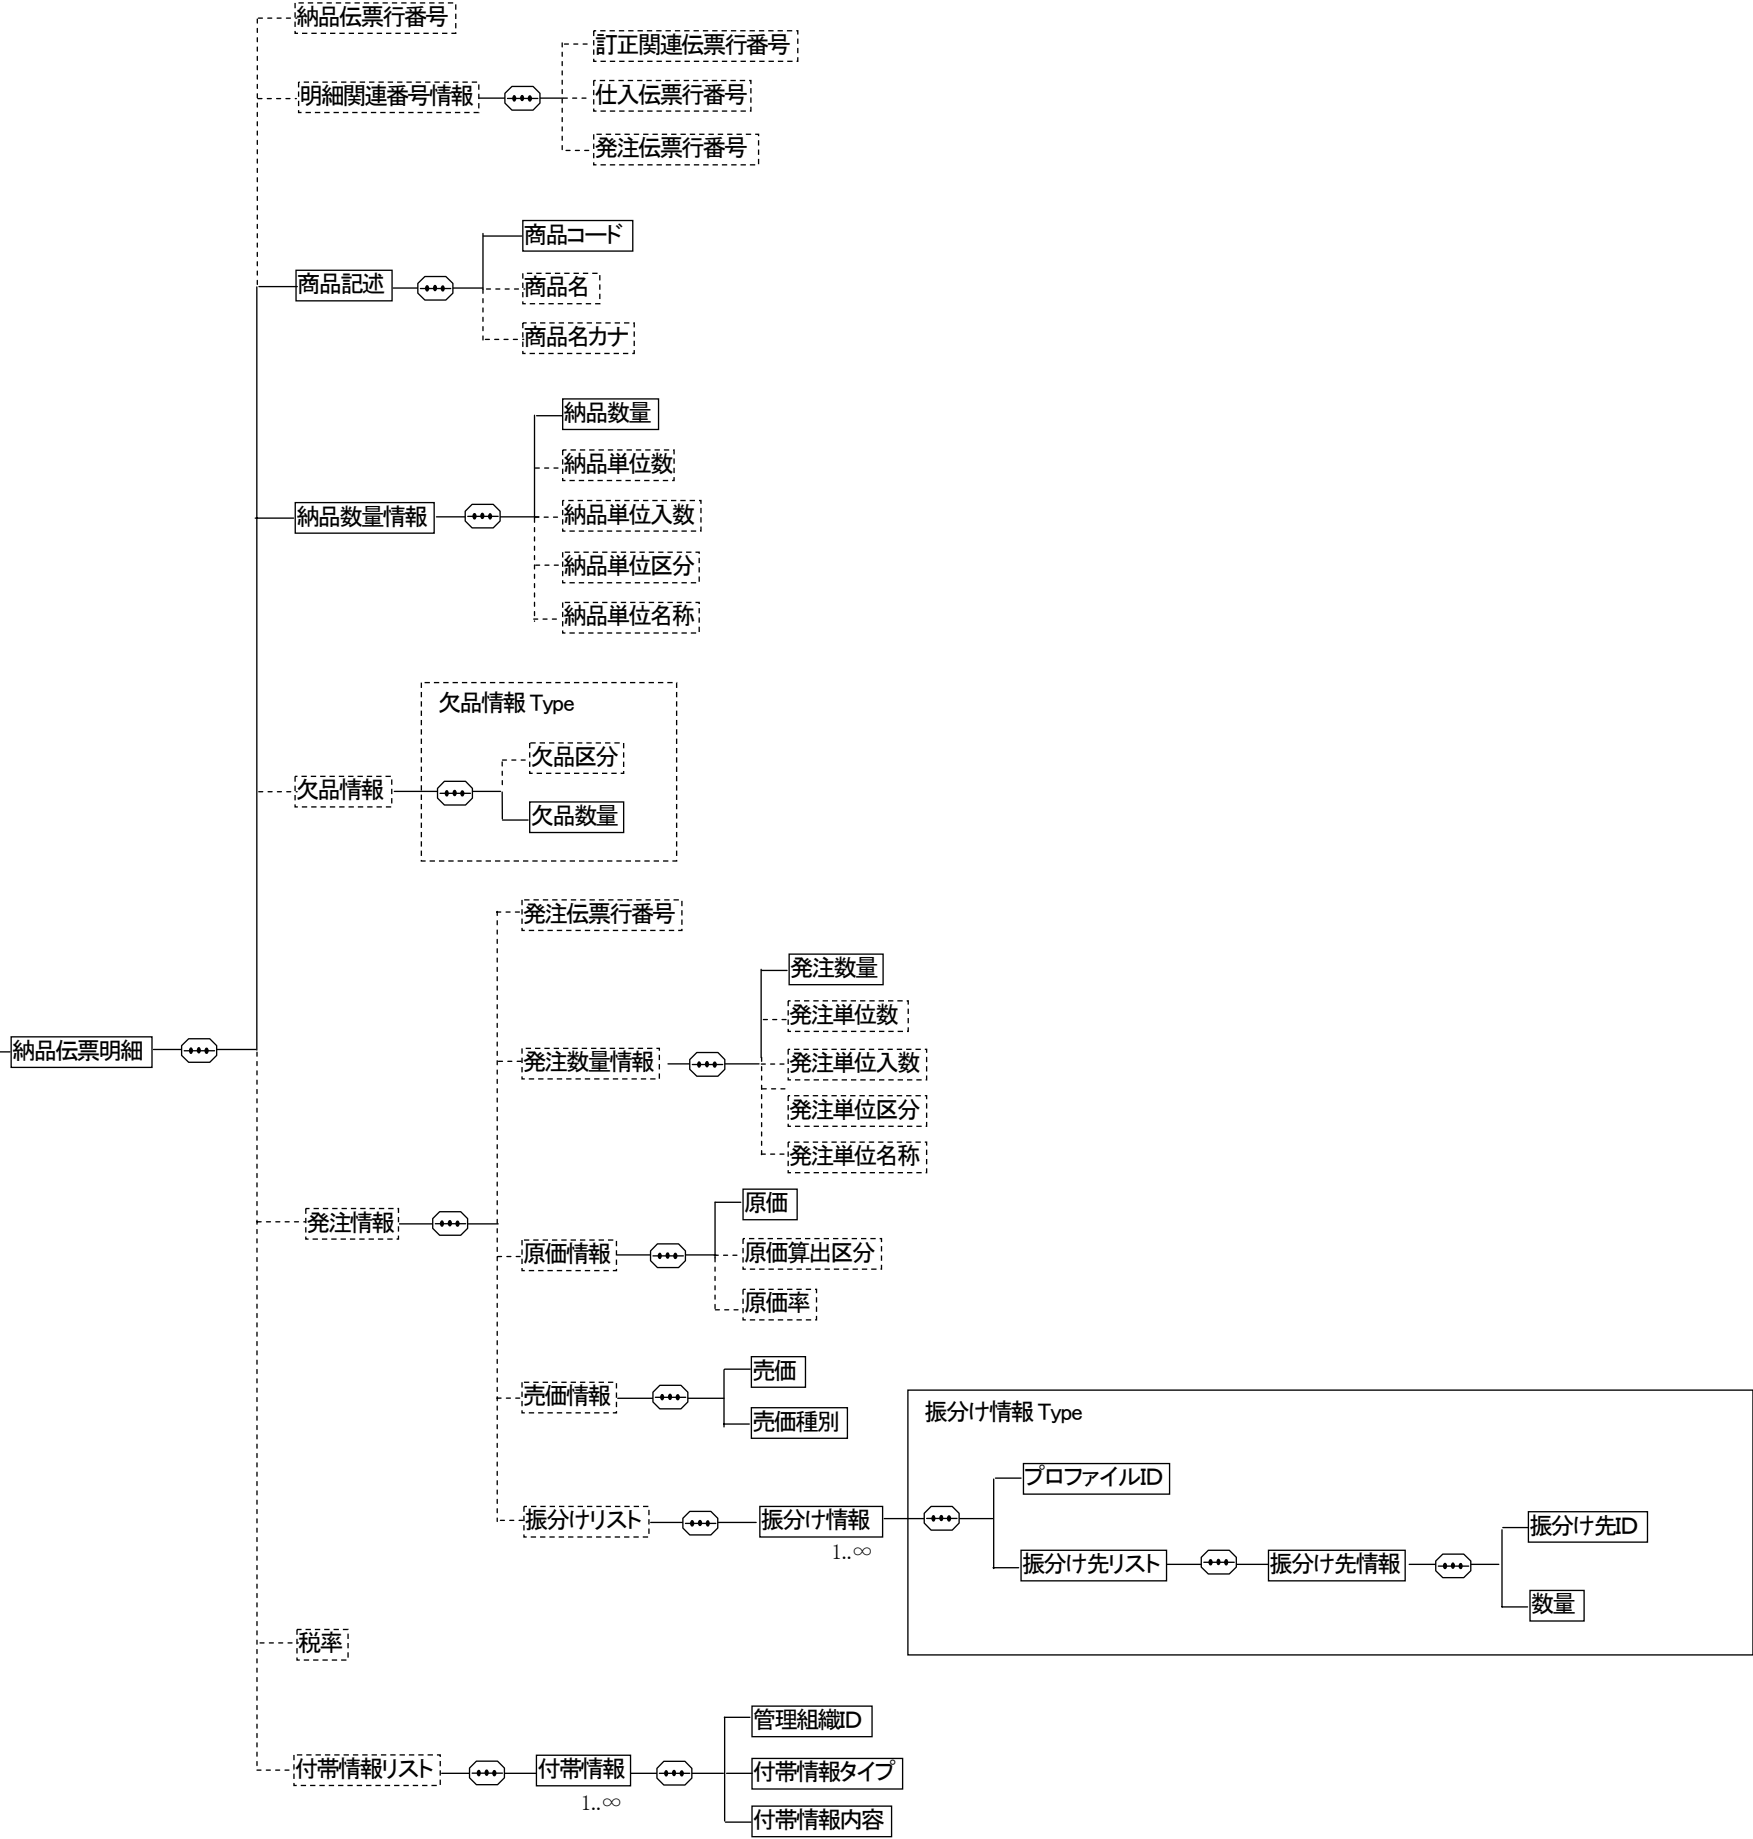 納品伝票行番号
明細関連番号情報
訂正関連伝票行番号
仕入伝票行番号
発注伝票行番号
商品記述
商品コード
商品名
商品名カナ
納品数量情報
納品数量
納品単位数
納品単位入数
納品単位区分
納品単位名称
欠品情報
欠品情報 Type
欠品区分
欠品数量
納品伝票明細
発注情報
発注伝票行番号
発注数量情報
発注数量
発注単位数
発注単位入数
発注単位区分
発注単位名称
原価情報
原価
原価算出区分
原価率
売価情報
売価
売価種別
振分けリスト
振分け情報
1..∞
振分け情報 Type
プロファイルID
振分け先リスト
振分け先情報
振分け先ID
数量
税率
付帯情報リスト
付帯情報
1..∞
管理組織ID
付帯情報タイプ
付帯情報内容